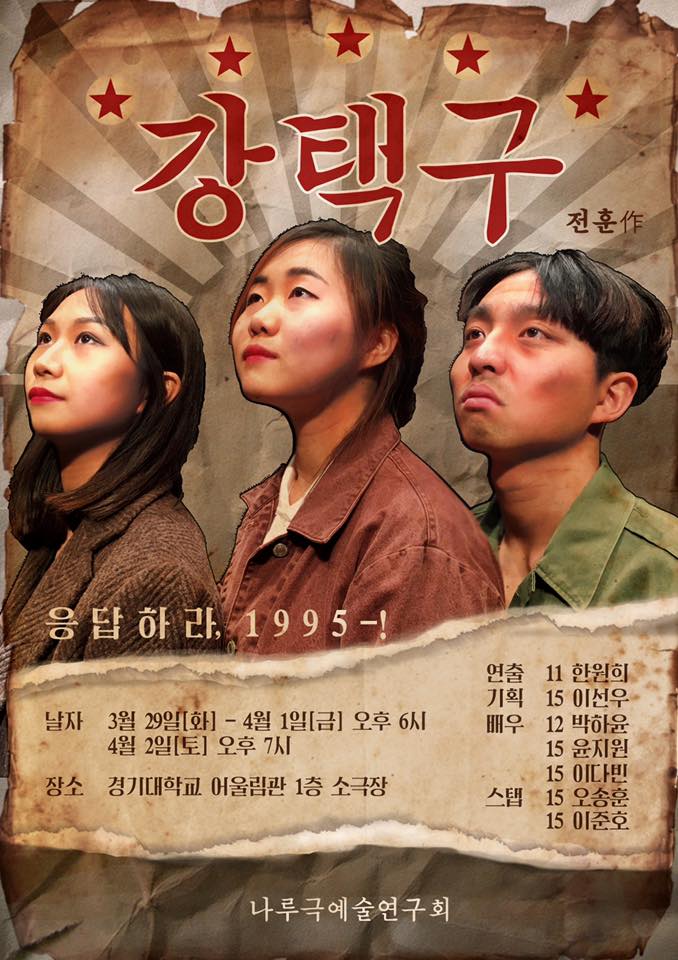 강택구
전훈作
응답하라, 1995-!
날자 3월 29일[화] - 4월 1일[금] 오후 6시
4월 2일[토] 오후 7시
장소 경기대학교 어울림관 1층 소극장
연출 11 한원희
기획 15 이선우
배우 12 박하윤
15 윤지원
15 이다빈
스탭 15 오송훈
15 이준호
나루극예술연구회